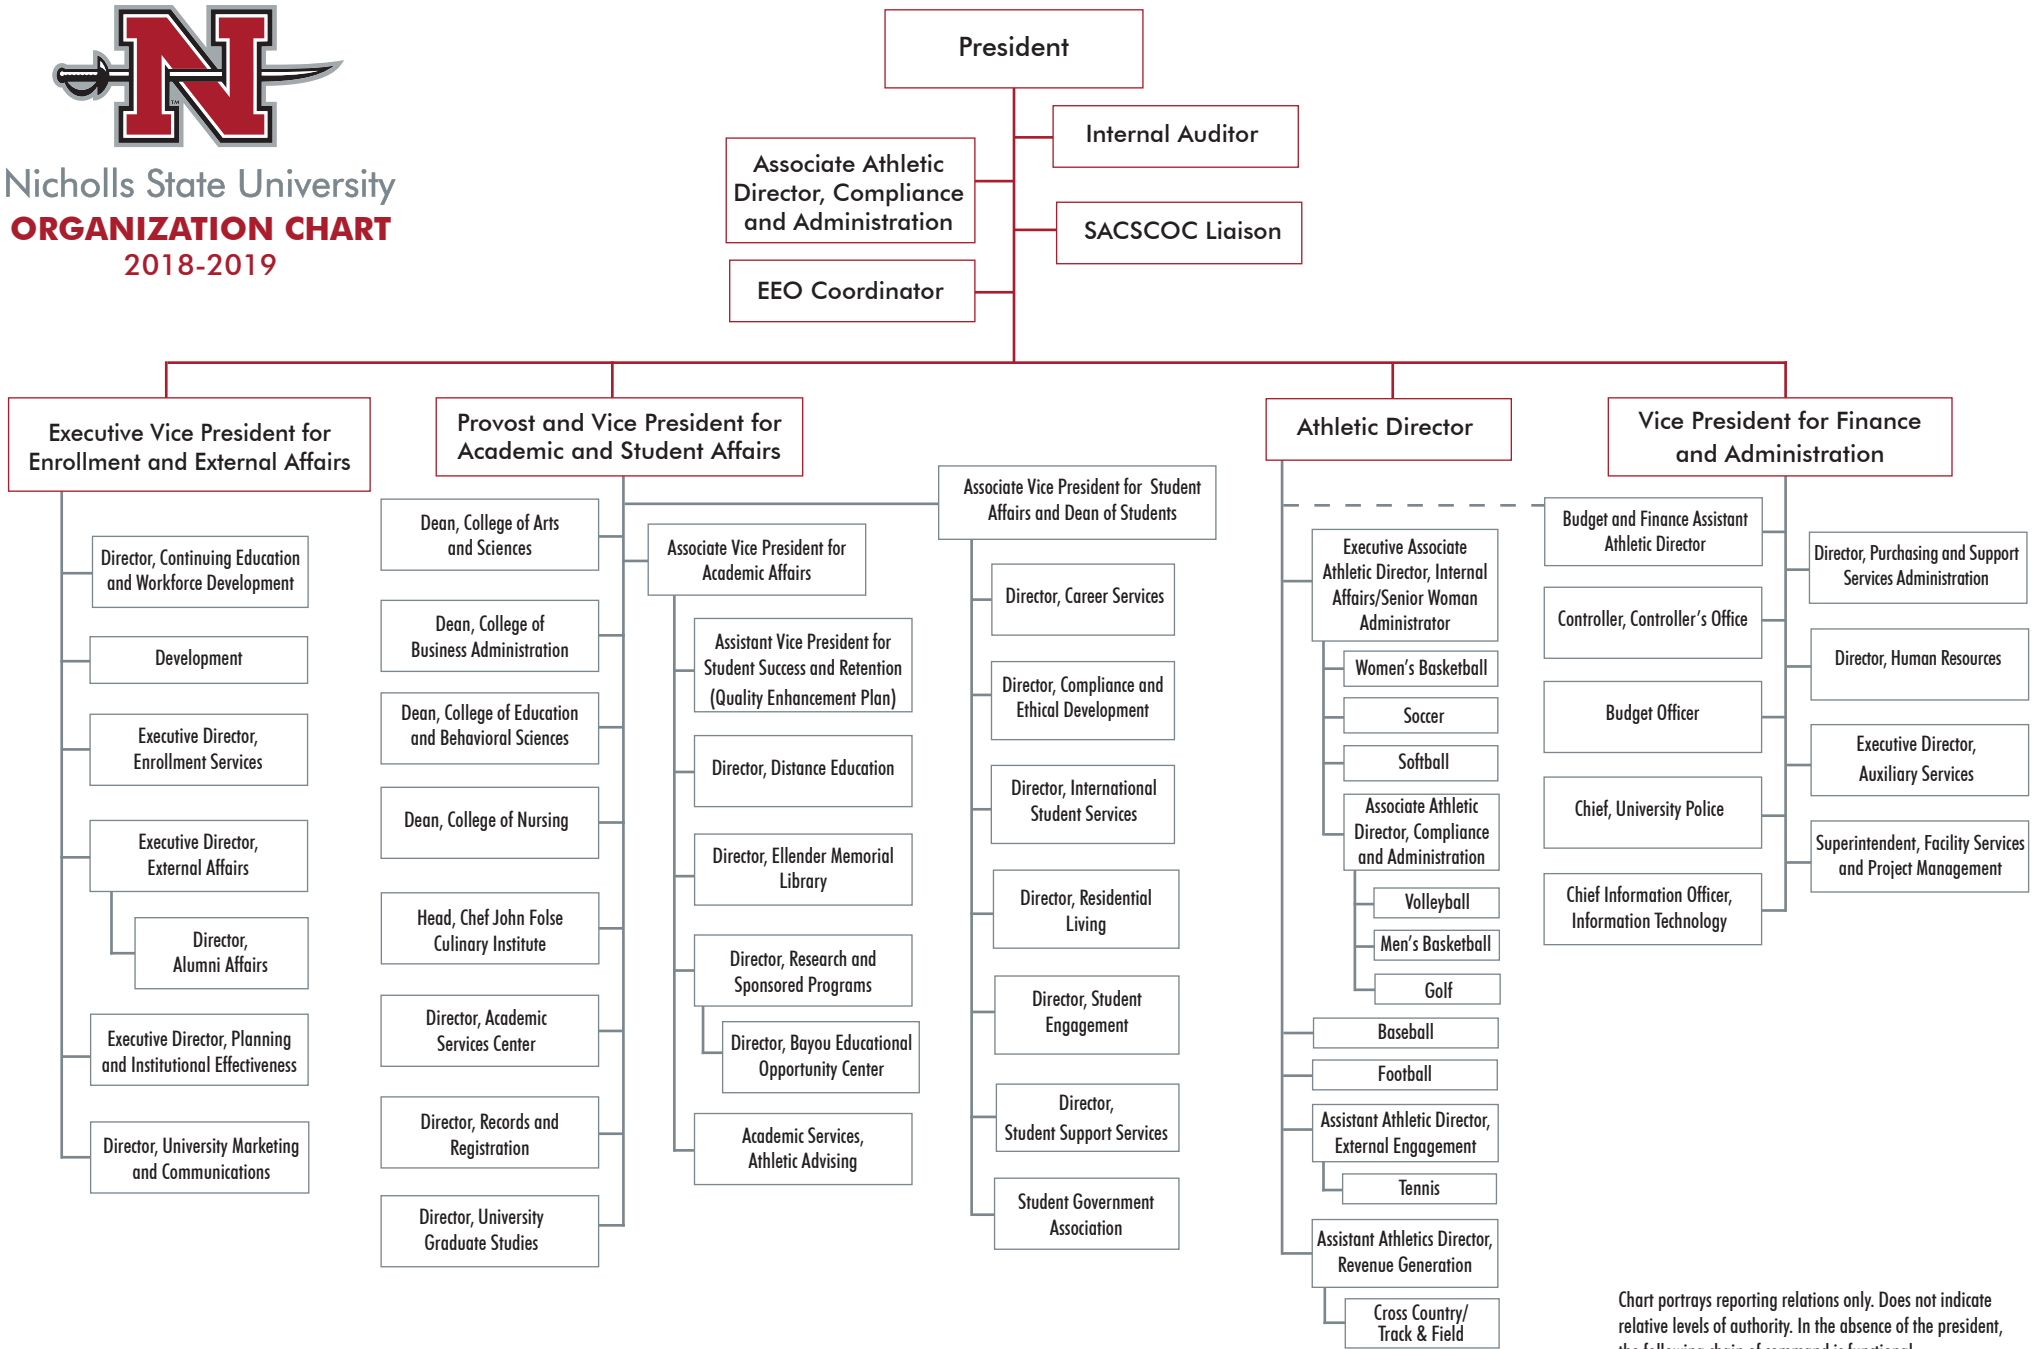 N
TM
Nicholls State University
ORGANIZATION CHART
2018-2019
President
Internal Auditor
Associate Athletic
Director, Compliance
and Administration
SACSCOC Liaison
EEO Coordinator
Executive Vice President for
Enrollment and External Affairs
Director, Continuing Education
and Workforce Development
Development
Executive Director,
Enrollment Services
Executive Director,
External Affairs
Director,
Alumni Affairs
Executive Director, Planning
and Institutional Effectiveness
Director, University Marketing
and Communications
Provost and Vice President for
Academic and Student Affairs
Dean, College of Arts
and Sciences
Dean, College of
Business Administration
Dean, College of Education
and Behavioral Sciences
Dean, College of Nursing
Head, Chef John Folse
Culinary Institute
Director, Academic
Services Center
Director, Records and
Registration
Director, University
Graduate Studies
Associate Vice President for
Academic Affairs
Assistant Vice President for
Student Success and Retention
(Quality Enhancement Plan)
Director, Distance Education
Director, Ellender Memorial
Library
Director, Research and
Sponsored Programs
Director, Bayou Educational
Opportunity Center
Academic Services,
Athletic Advising
Associate Vice President for Student
Affairs and Dean of Students
Director, Career Services
Director, Compliance and
Ethical Development
Director, International
Student Services
Director, Residential
Living
Director, Student
Engagement
Director,
Student Support Services
Student Government
Association
Athletic Director
Executive Associate
Athletic Director, Internal
Affairs/Senior Woman
Administrator
Women's Basketball
Soccer
Softball
Associate Athletic
Director, Compliance
and Administration
Volleyball
Men's Basketball
Golf
Baseball
Football
Assistant Athletic Director,
External Engagement
Tennis
Assistant Athletics Director,
Revenue Generation
Cross Country/
Track & Field
Vice President for Finance
and Administration
Budget and Finance Assistant
Athletic Director
Controller, Controller's Office
Budget Officer
Chief, University Police
Chief Information Officer,
Information Technology
Director, Purchasing and Support
Services Administration
Director, Human Resources
Executive Director,
Auxiliary Services
Superintendent, Facility Services
and Project Management
Chart portrays reporting relations only. Does not indicate
relative levels of authority. In the absence of the president,
the following chain of command is functional